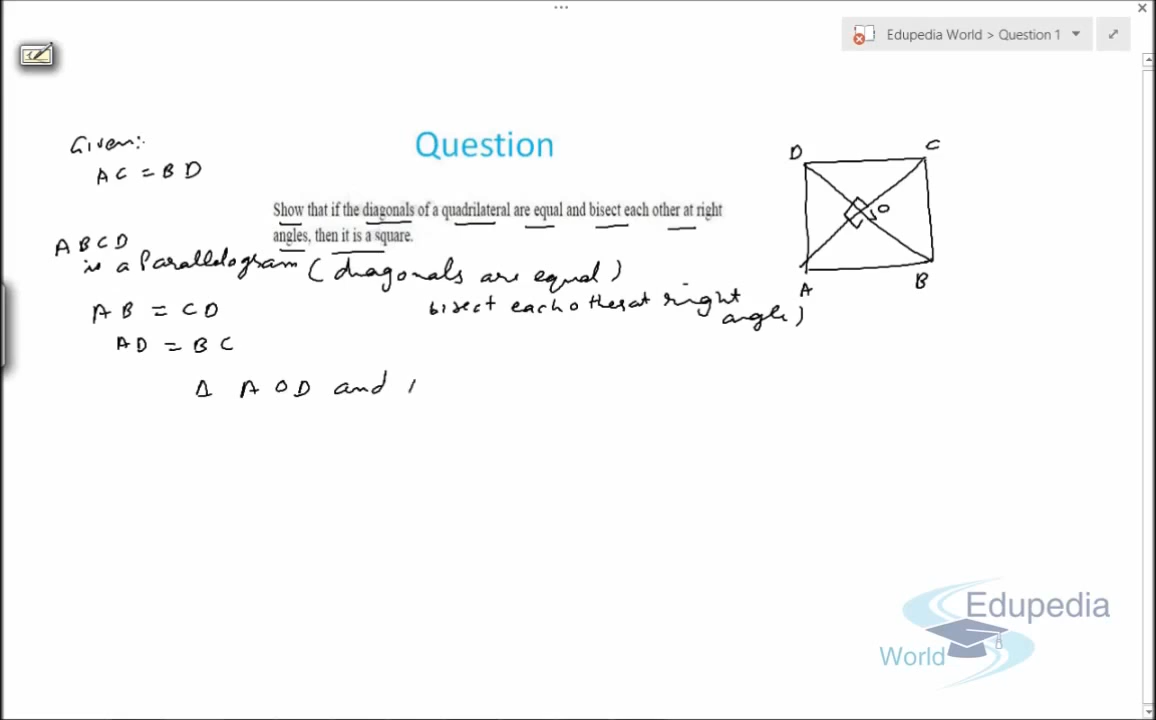 Edupedia World > Question 1
Given:-
AC = BD
Question
Show that if the diagonals of a quadrilateral are equal and bisect each other at right
angles, then it is a square.
ABCD
is a Parallelogram (diagonals are equal)
bisect each other at right
angle)
AB = CD
AD = BC
Δ AOD and
D
C
O
A
B
Edupedia
World